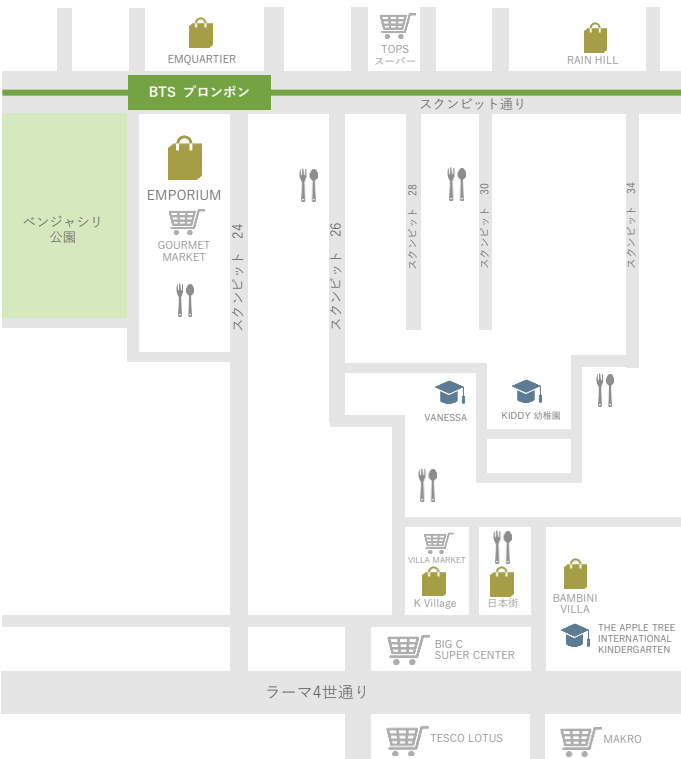 EMQUARTIER
TOPS
スーパー
RAIN HILL
BTS プロンポン
スクンビット通り
EMPORIUM
GOURMET
MARKET
ベンジャシリ
公園
スクンビット 24
スクンビット 26
スクンビット 28
スクンビット 30
スクンビット 34
VANESSA
KIDDY 幼稚園
VILLA MARKET
K Village
日本街
BAMBINI
VILLA
THE APPLE TREE
INTERNATIONAL
KINDERGARTEN
BIG C
SUPER CENTER
ラーマ4世通り
TESCO LOTUS
MAKRO